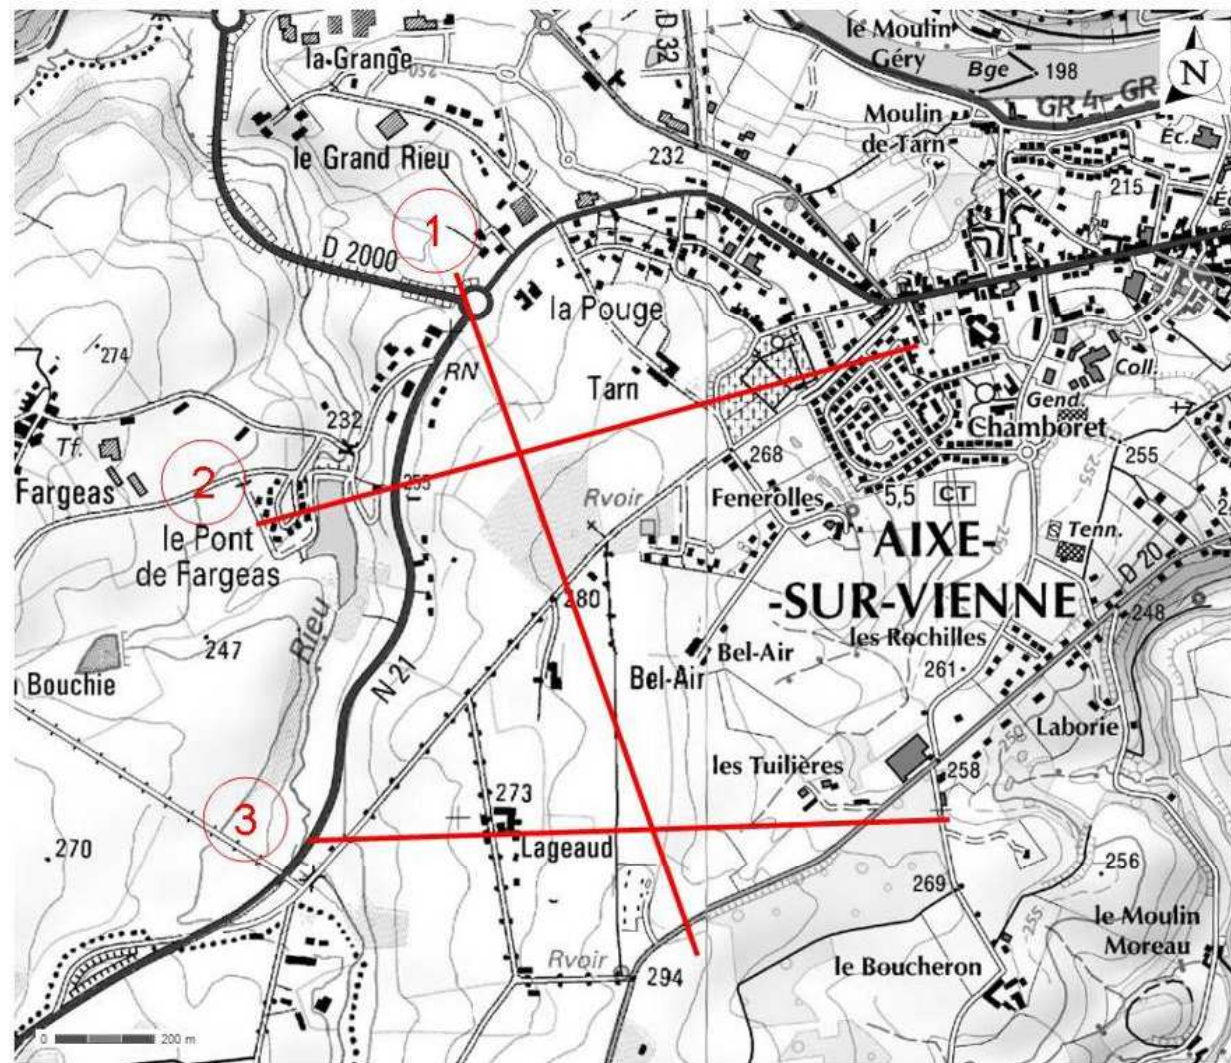 le Moulin
Géry
Bge
198
N
la Grange
250
D 32
GR 4
GR
Moulin
de Tarn
Éc.
le Grand Rieu
232
215
1
D 2000
la Pouge
274
RN
Tarn
Coll.
Gend.
232
Chamboret
Tf.
268
255
255
Fargeas
2
Rvoir
Fenerolles
5,5
CT
250
Tenn.
le Pont
de Fargeas
AIXE-
-SUR-VIENNE
D 20
280
248
les Rochilles
Rieu
247
Bel-Air
Bel-Air
261
Bouchie
N 21
Laborie
250
les Tuilières
258
3
273
270
Lageaud
256
269
255
le Moulin
Moreau
Rvoir
294
le Boucheron
0
200 m